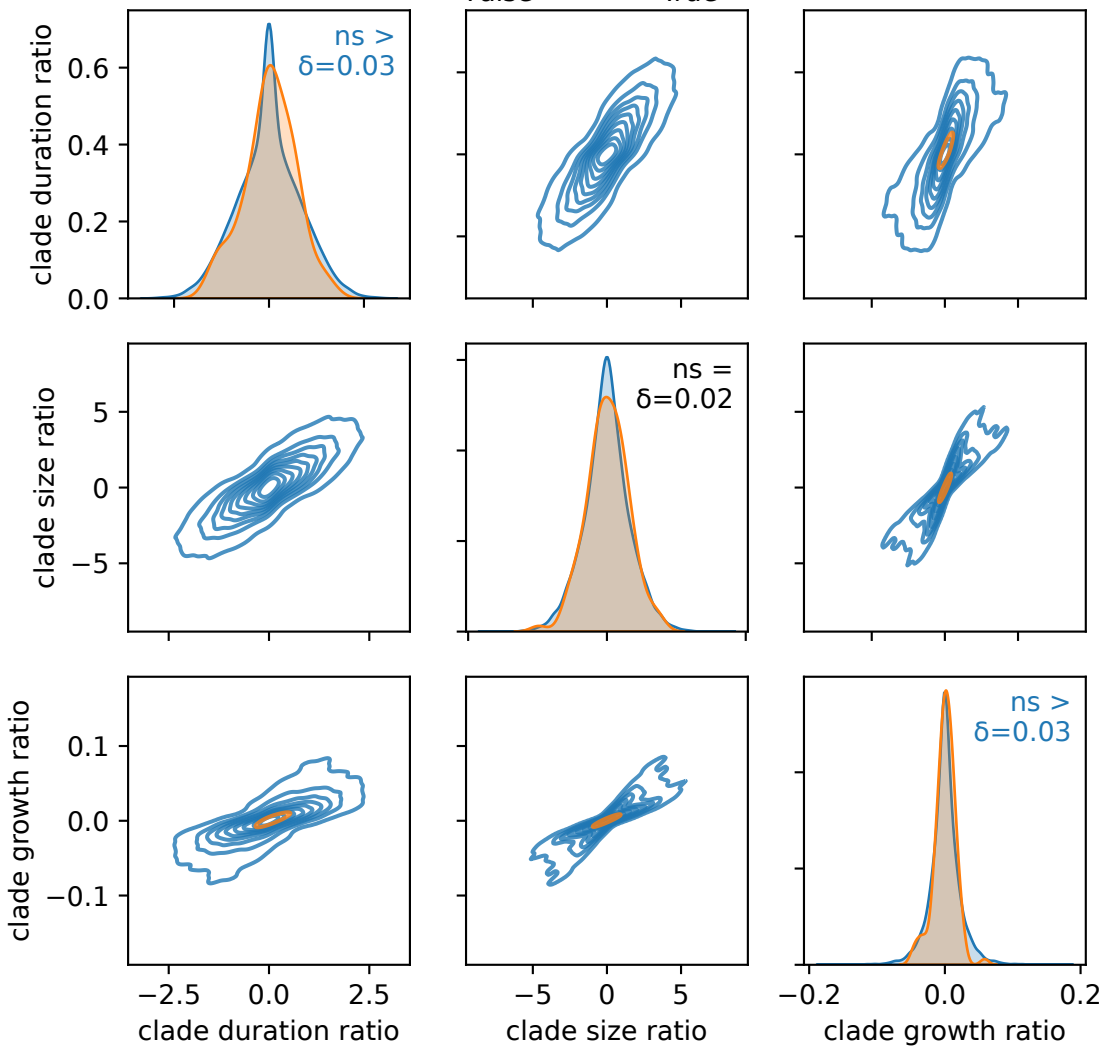 ns >
δ=0.03
clade duration ratio
0.6
0.4
0.2
0.0
−5
0
5
ns =
δ=0.02
clade size ratio
5
0
−5
ns >
δ=0.03
clade growth ratio
0.1
0.0
−0.1
−2.5
0.0
2.5
−5
0
5
−0.2
0.0
0.2
clade duration ratio
clade size ratio
clade growth ratio